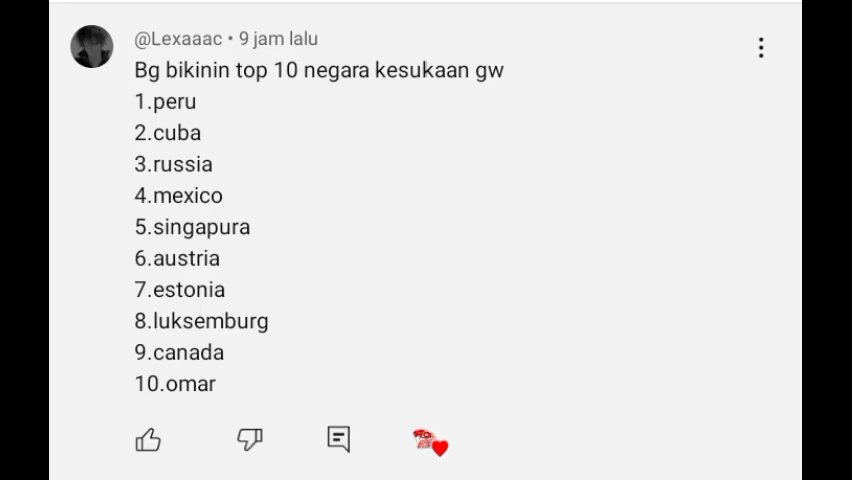 @Lexaaac • 9 jam lalu
Bg bikinin top 10 negara kesukaan gw
1.peru
2.cuba
3.russia
4.mexico
5.singapura
6.austria
7.estonia
8.luksemburg
9.canada
10.omar